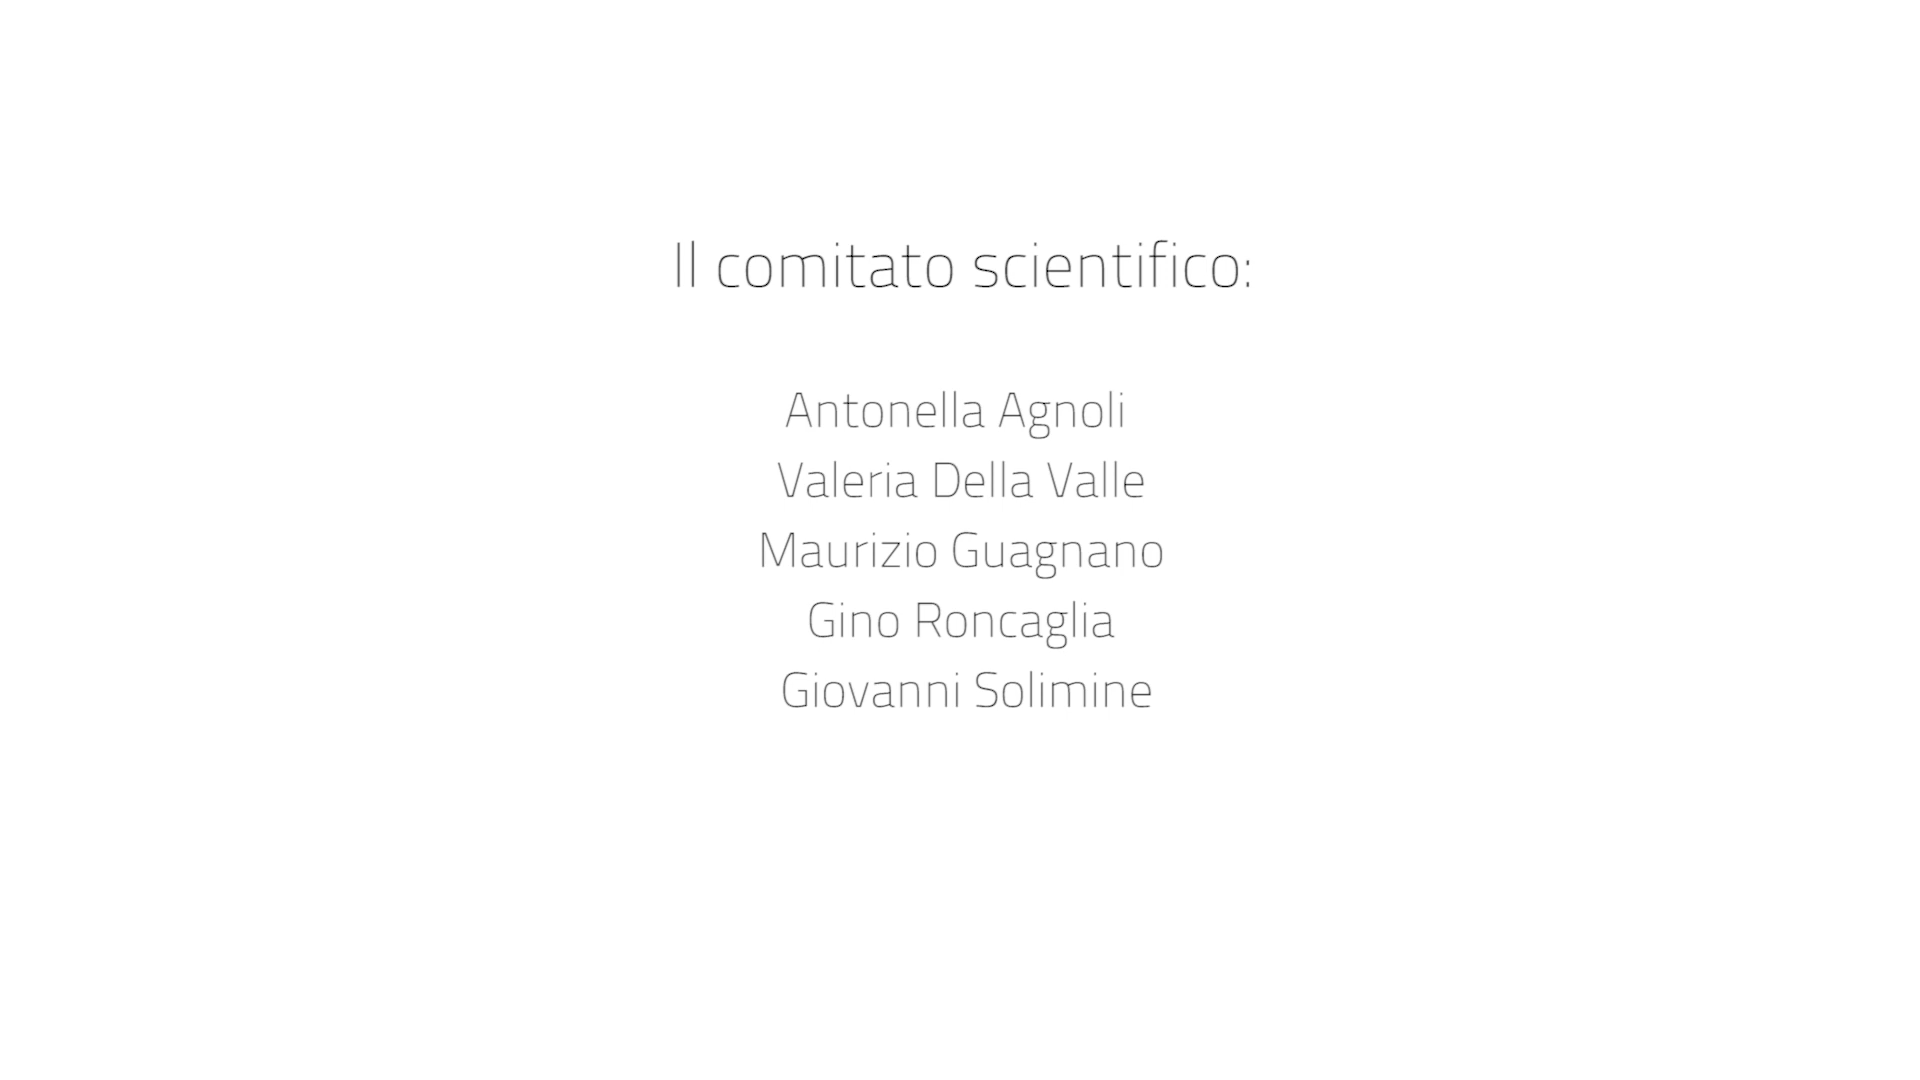 Il comitato scientifico:
Antonella Agnoli
Valeria Della Valle
Maurizio Guagnano
Gino Roncaglia
Giovanni Solimine